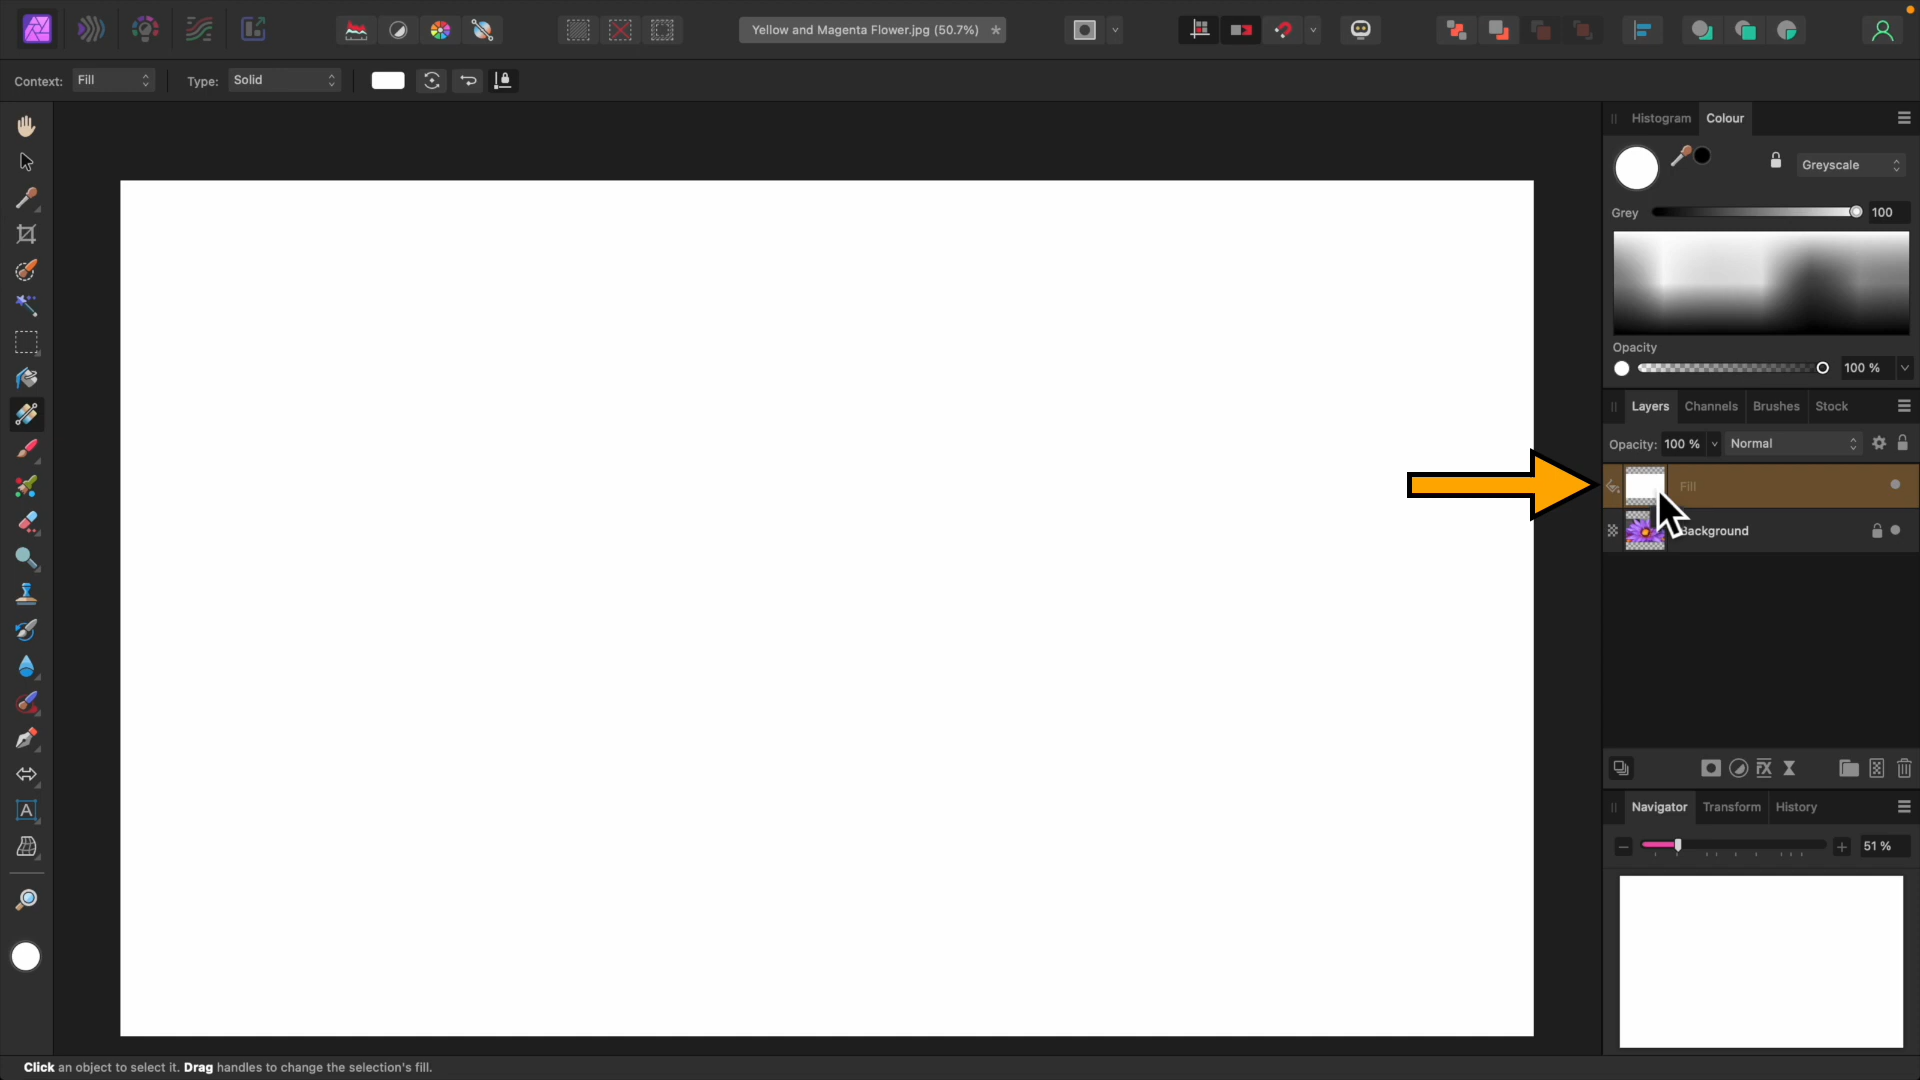 Yellow and Magenta Flower.jpg (50.7%) *
Context: Fill Type: Solid
Histogram Colour
Greyscale
Grey 100
Opacity
100 %
Layers Channels Brushes Stock
Opacity: 100 % Normal
Fill
Background
fx
Navigator Transform History
51 %
A
Click an object to select it. Drag handles to change the selection's fill.